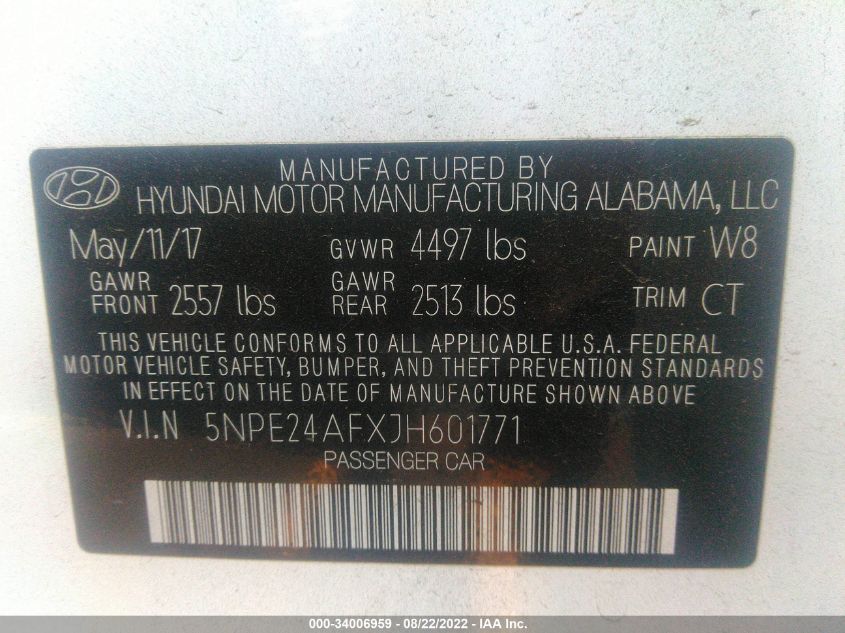 MANUFACTURED BY
HYUNDAI MOTOR MANUFACTURING ALABAMA, LLC
May/11/17 GVWR 4497 lbs PAINT W8
GAWR FRONT 2557 lbs GAWR REAR 2513 lbs TRIM CT
THIS VEHICLE CONFORMS TO ALL APPLICABLE U.S.A. FEDERAL
MOTOR VEHICLE SAFETY, BUMPER, AND THEFT PREVENTION STANDARDS
IN EFFECT ON THE DATE OF MANUFACTURE SHOWN ABOVE
V.I.N 5NPE24AFXJH601771
PASSENGER CAR
000-34006959 - 08/22/2022 - IAA Inc.